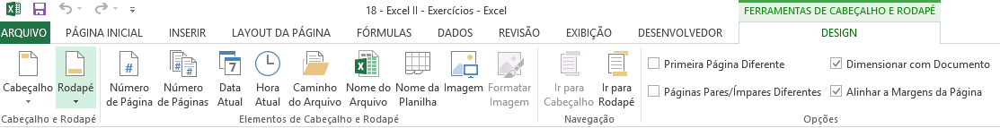 18 - Excel II - Exercícios - Excel
FERRAMENTAS DE CABEÇALHO E RODAPÉ
ARQUIVO PÁGINA INICIAL INSERIR LAYOUT DA PÁGINA FÓRMULAS DADOS REVISÃO EXIBIÇÃO DESENVOLVEDOR DESIGN
Cabeçalho
Rodapé
Número
de Página
Número
de Páginas
Data
Atual
Hora
Atual
Caminho
do Arquivo
Nome do
Arquivo
Nome da
Planilha
Imagem
Formatar
Imagem
Ir para
Cabeçalho
Ir para
Rodapé
Primeira Página Diferente
Páginas Pares/Ímpares Diferentes
Dimensionar com Documento
Alinhar a Margens da Página
Cabeçalho e Rodapé
Elementos de Cabeçalho e Rodapé
Navegação
Opções